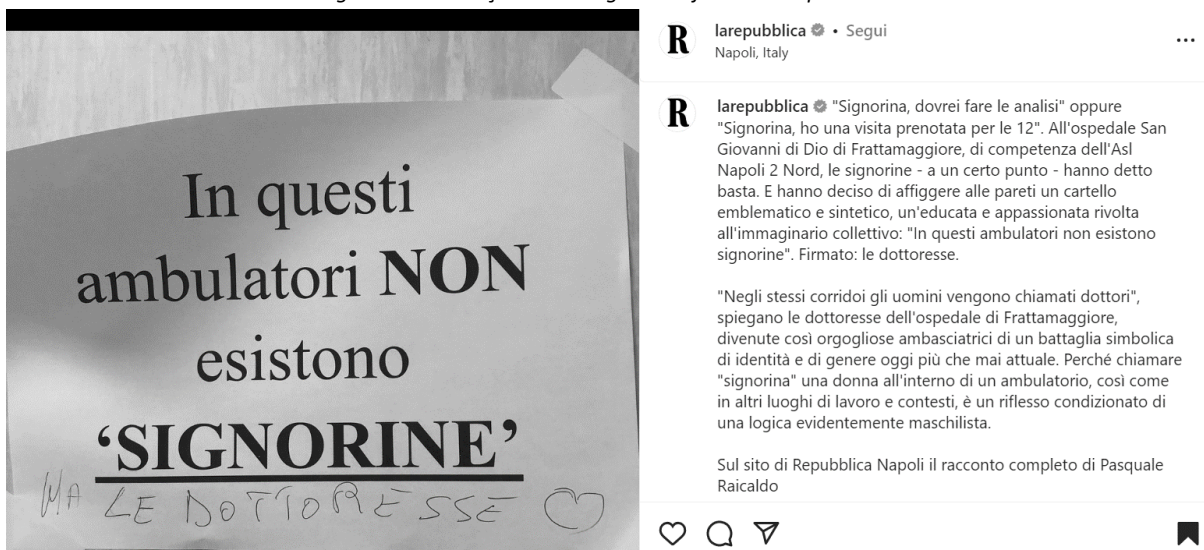 In questi
ambulatori NON
esistono
‘SIGNORINE’
MA LE DOTTORESSE
larepubblica • Segui
Napoli, Italy
larepubblica "Signorina, dovrei fare le analisi" oppure
"Signorina, ho una visita prenotata per le 12". All'ospedale San
Giovanni di Dio di Frattamaggiore, di competenza dell'Asl
Napoli 2 Nord, le signorine - a un certo punto - hanno detto
basta. E hanno deciso di affiggere alle pareti un cartello
emblematico e sintetico, un'educata e appassionata rivolta
all'immaginario collettivo: "In questi ambulatori non esistono
signorine". Firmato: le dottoresse.
"Negli stessi corridoi gli uomini vengono chiamati dottori",
spiegano le dottoresse dell'ospedale di Frattamaggiore,
divenute così orgogliose ambasciatrici di un battaglia simbolica
di identità e di genere oggi più che mai attuale. Perché chiamare
"signorina" una donna all'interno di un ambulatorio, così come
in altri luoghi di lavoro e contesti, è un riflesso condizionato di
una logica evidentemente maschilista.
Sul sito di Repubblica Napoli il racconto completo di Pasquale
Raicaldo